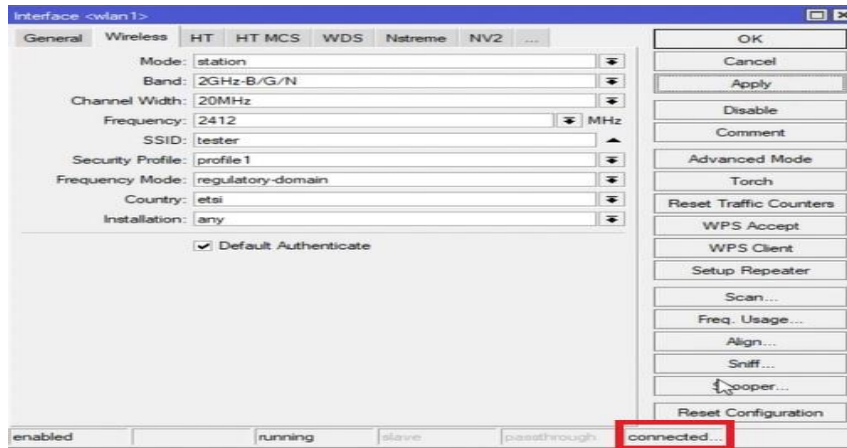 Interface <wlan1>
General Wireless HT HT MCS WDS Nstreme NV2 ...
Mode: station
Band: 2GHz-B/G/N
Channel Width: 20MHz
Frequency: 2412 MHz
SSID: tester
Security Profile: profile1
Frequency Mode: regulatory-domain
Country: etsi
Installation: any
Default Authenticate
OK
Cancel
Apply
Disable
Comment
Advanced Mode
Torch
Reset Traffic Counters
WPS Accept
WPS Client
Setup Repeater
Scan...
Freq. Usage...
Align...
Sniff...
Reset Configuration
enabled running slave passthrough connected...